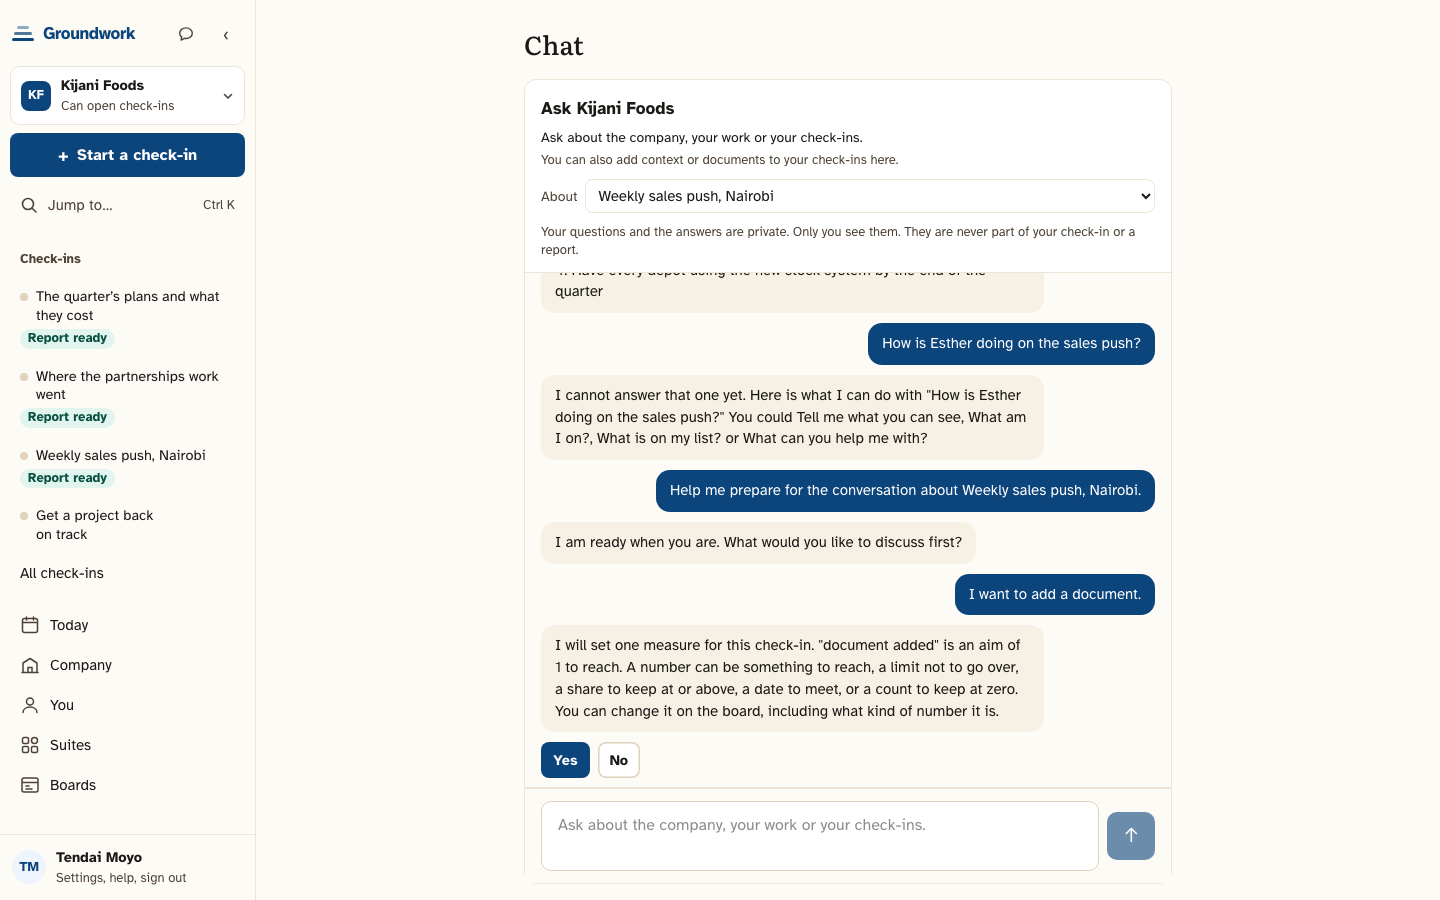 Groundwork
KF
Kijani Foods
Can open check-ins
+ Start a check-in
Jump to...
Ctrl K
Check-ins
The quarter's plans and what
they cost
Report ready
Where the partnerships work
went
Report ready
Weekly sales push, Nairobi
Report ready
Get a project back
on track
All check-ins
Today
Company
You
Suites
Boards
TM
Tendai Moyo
Settings, help, sign out
Chat
Ask Kijani Foods
Ask about the company, your work or your check-ins.
You can also add context or documents to your check-ins here.
About
Weekly sales push, Nairobi
Your questions and the answers are private. Only you see them. They are never part of your check-in or a
report.
Have every depot using the new stock system by the end of the
quarter
How is Esther doing on the sales push?
I cannot answer that one yet. Here is what I can do with "How is Esther
doing on the sales push?" You could Tell me what you can see, What am
I on?, What is on my list? or What can you help me with?
Help me prepare for the conversation about Weekly sales push, Nairobi.
I am ready when you are. What would you like to discuss first?
I want to add a document.
I will set one measure for this check-in. "document added" is an aim of
1 to reach. A number can be something to reach, a limit not to go over,
a share to keep at or above, a date to meet, or a count to keep at zero.
You can change it on the board, including what kind of number it is.
Yes
No
Ask about the company, your work or your check-ins.